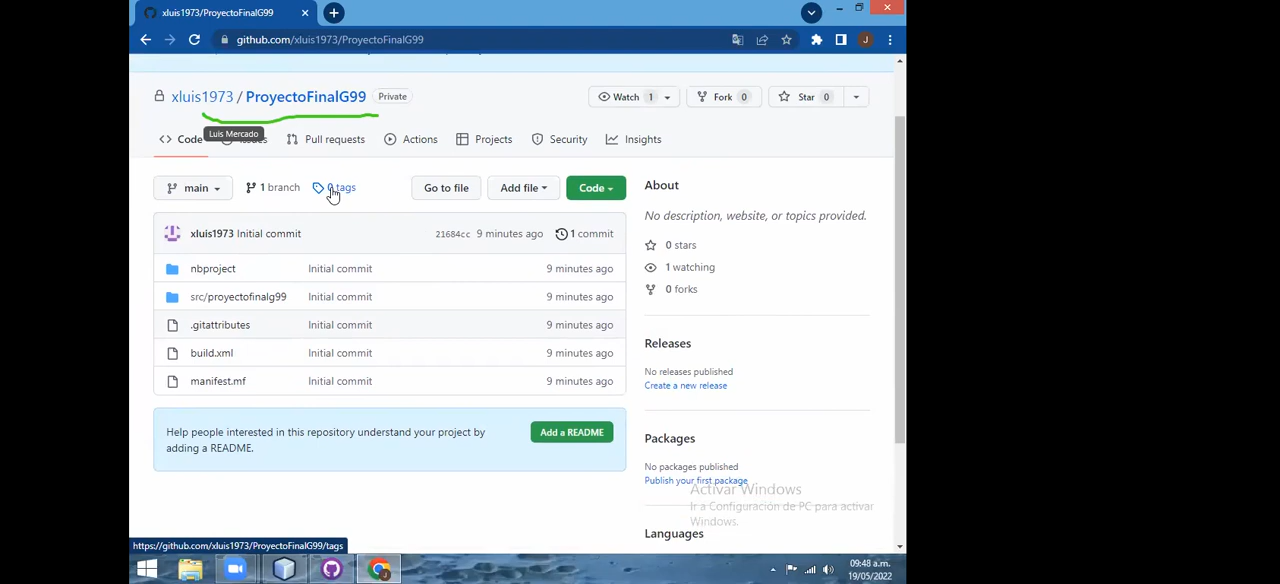 xluis1973/ProyectoFinalG99
github.com/xluis1973/ProyectoFinalG99
J
xluis1973 / ProyectoFinalG99 Private
Watch 1 Fork 0 Star 0
Luis Mercado
Code Pull requests Actions Projects Security Insights
main 1 branch 0 tags Go to file Add file Code
About
No description, website, or topics provided.
xluis1973 Initial commit 21684cc 9 minutes ago 1 commit
0 stars
nbproject Initial commit 9 minutes ago
1 watching
0 forks
src/proyectofinalg99 Initial commit 9 minutes ago
.gitattributes Initial commit 9 minutes ago
build.xml Initial commit 9 minutes ago
manifest.mf Initial commit 9 minutes ago
Releases
No releases published
Create a new release
Help people interested in this repository understand your project by
adding a README.
Add a README
Packages
No packages published
Publish your first package
Activar Windows
Ir a Configuración de PC para activar
Windows.
Languages
https://github.com/xluis1973/ProyectoFinalG99/tags
09:48 a.m.
19/05/2022